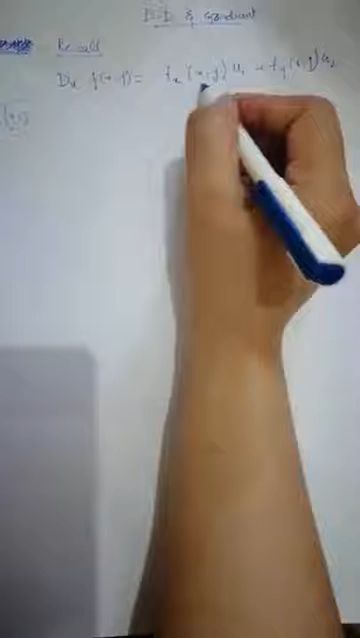 D.D & gradient
Recall
Du f(x,y) = fx(x,y) u1 + fy(x,y) u2